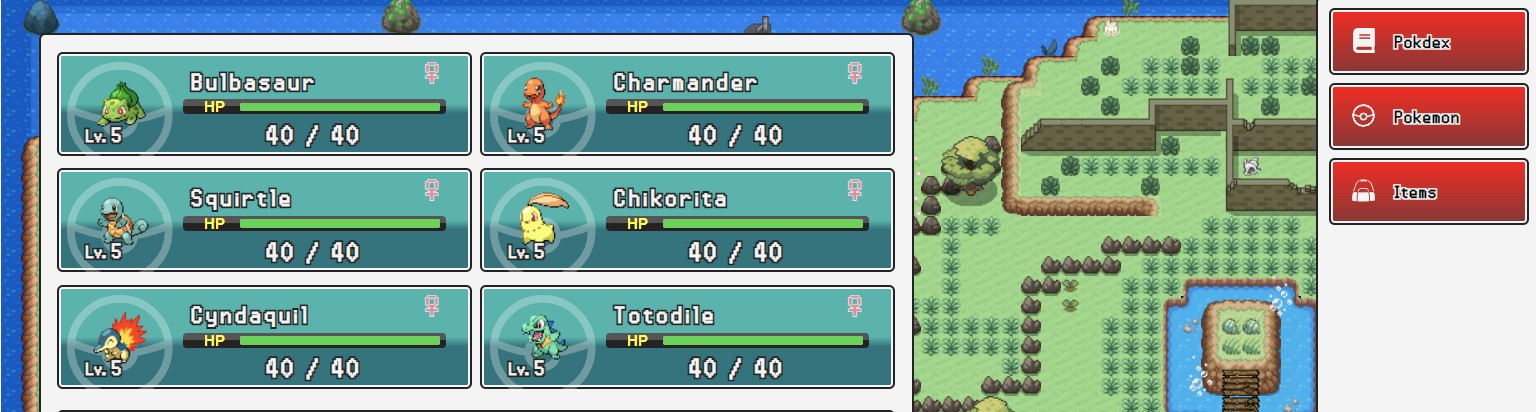 Bulbasaur ♀
HP
Lv. 5
40 / 40
Charmander ♀
HP
Lv. 5
40 / 40
Squirtle ♀
HP
Lv. 5
40 / 40
Chikorita ♀
HP
Lv. 5
40 / 40
Cyndaquil ♀
HP
Lv. 5
40 / 40
Totodile ♀
HP
Lv. 5
40 / 40
Pokdex
Pokemon
Items